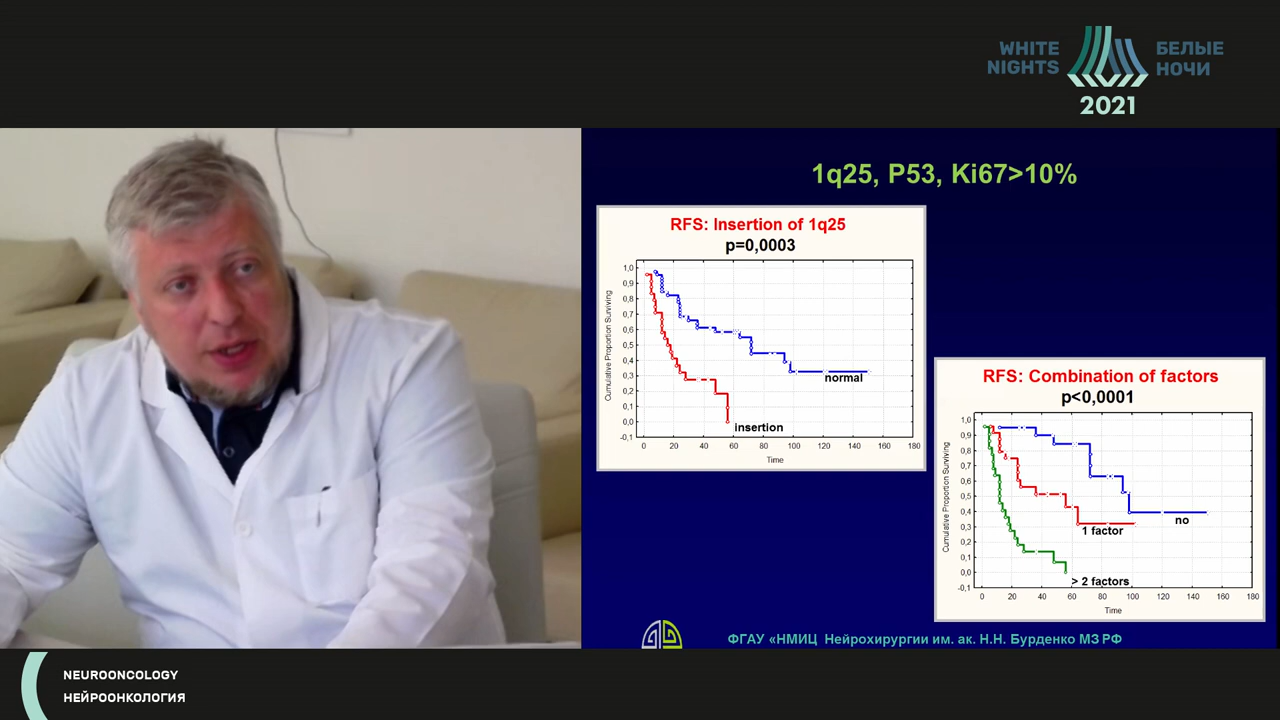 WHITE
NIGHTS
БЕЛЫЕ
НОЧИ
2021
1q25, P53, Ki67>10%
RFS: Insertion of 1q25
p=0,0003
Cumulative Proportion Surviving
1,0
0,9
0,8
0,7
0,6
0,5
0,4
0,3
0,2
0,1
0,0
-0,1
normal
insertion
0 20 40 60 80 100 120 140 160 180
Time
RFS: Combination of factors
p<0,0001
Cumulative Proportion Surviving
1,0
0,9
0,8
0,7
0,6
0,5
0,4
0,3
0,2
0,1
0,0
-0,1
no
1 factor
> 2 factors
0 20 40 60 80 100 120 140 160 180
Time
ФГАУ «НМИЦ Нейрохирургии им. ак. Н.Н. Бурденко МЗ РФ
NEUROONCOLOGY
НЕЙРООНКОЛОГИЯ